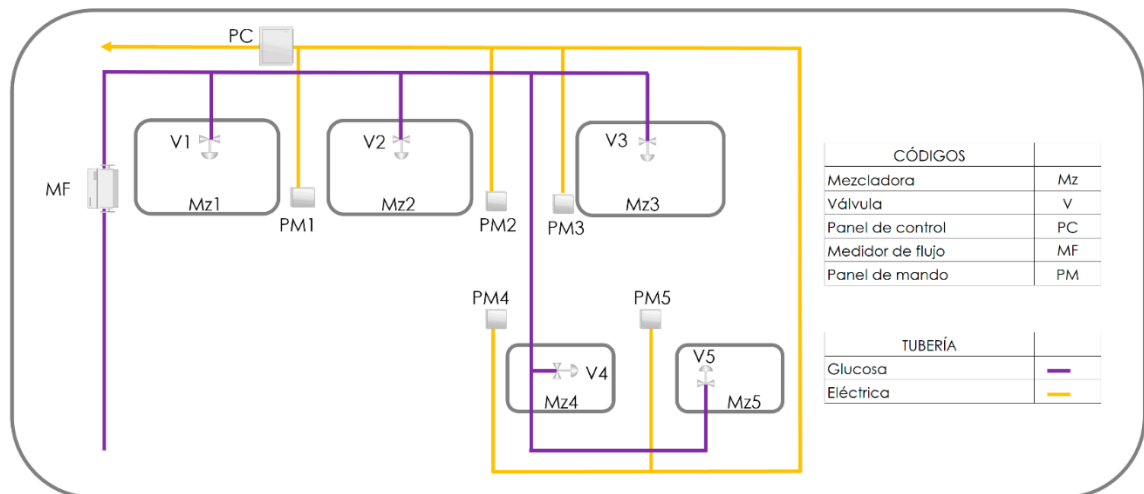 PC
V1
V2
V3
MF
Mz1
Mz2
Mz3
PM1
PM2
PM3
PM4
PM5
V4
V5
Mz4
Mz5
CÓDIGOS
Mezcladora Mz
Válvula V
Panel de control PC
Medidor de flujo MF
Panel de mando PM
TUBERÍA
Glucosa
Eléctrica